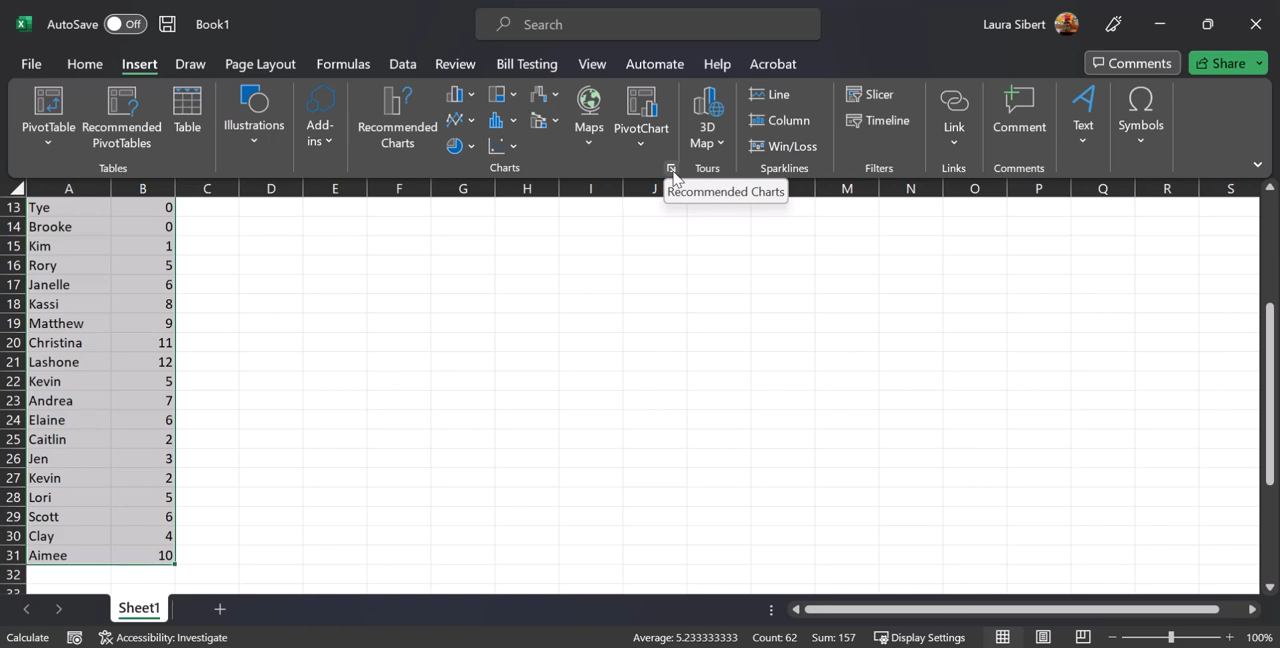 AutoSave Off Book1 Search Laura Sibert
File Home Insert Draw Page Layout Formulas Data Review Bill Testing View Automate Help Acrobat Comments Share
PivotTable Recommended PivotTables Table Illustrations Add-ins Recommended Charts Maps PivotChart 3D Map Line Column Win/Loss Slicer Timeline Link Comment Text Symbols
Tables Charts Tours Sparklines Filters Links Comments
Recommended Charts
A B C D E F G H I J M N O P Q R S
13 Tye 0
14 Brooke 0
15 Kim 1
16 Rory 5
17 Janelle 6
18 Kassi 8
19 Matthew 9
20 Christina 11
21 Lashone 12
22 Kevin 5
23 Andrea 7
24 Elaine 6
25 Caitlin 2
26 Jen 3
27 Kevin 2
28 Lori 5
29 Scott 6
30 Clay 4
31 Aimee 10
32
Sheet1
Calculate Accessibility: Investigate Average: 5.233333333 Count: 62 Sum: 157 Display Settings 100%